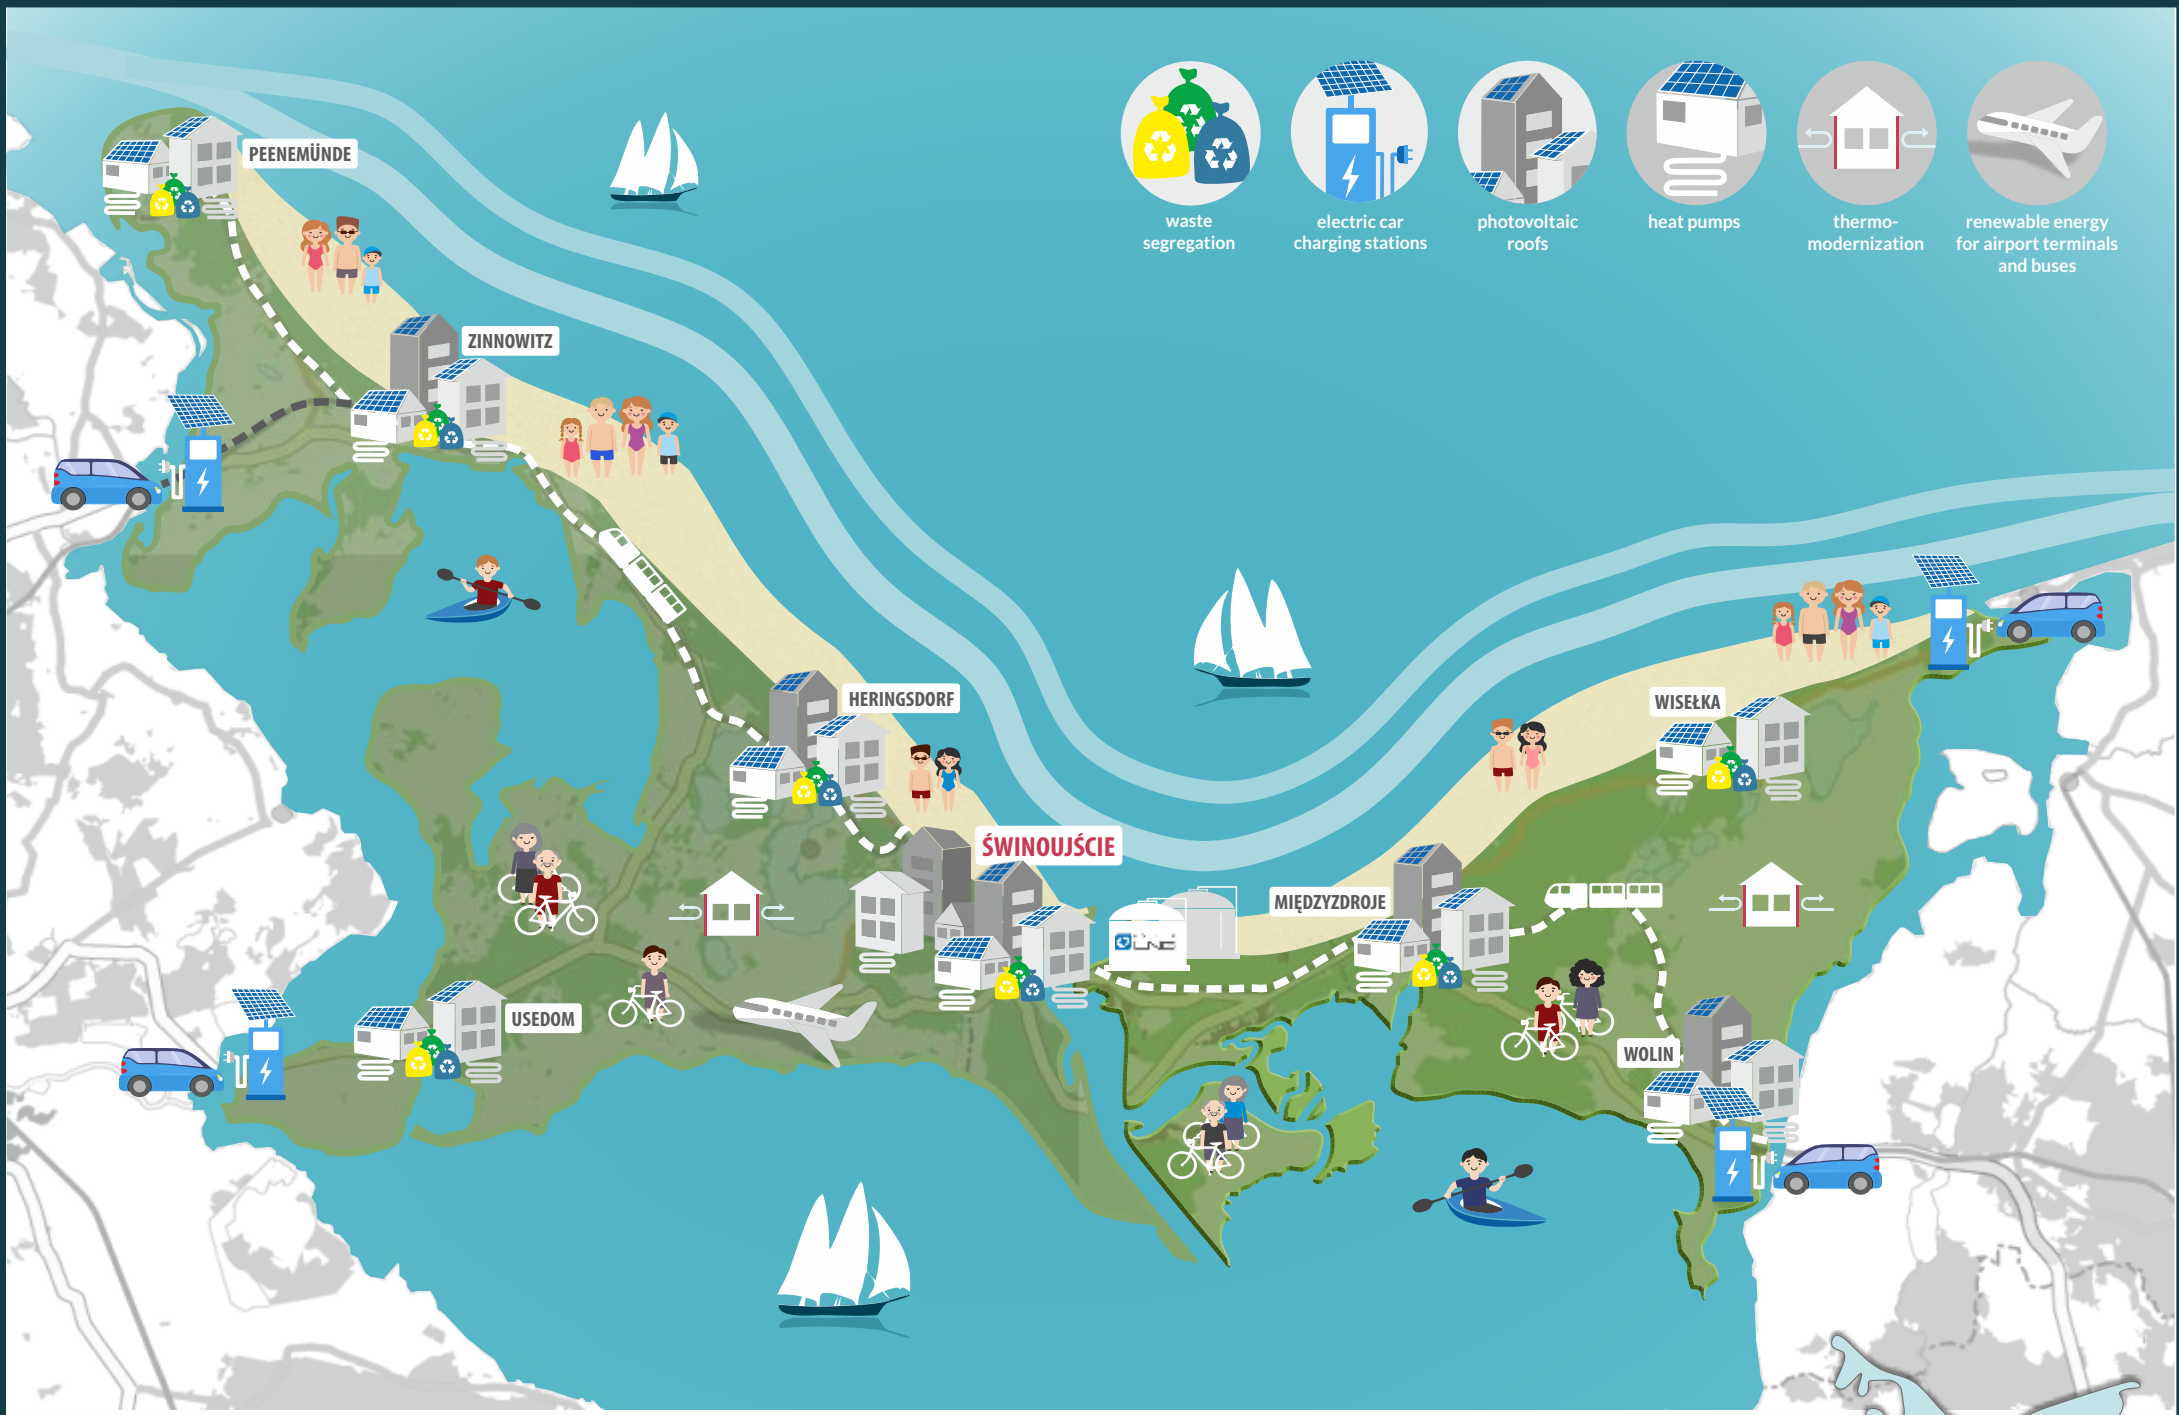 waste
segregation
electric car
charging stations
photovoltaic
roofs
heat pumps
thermo-
modernization
renewable energy
for airport terminals
and buses
PEENEMÜNDE
ZINNOWITZ
HERINGSDORF
WISEŁKA
ŚWINOUJŚCIE
MIĘDZYZDROJE
USEDOM
WOLIN